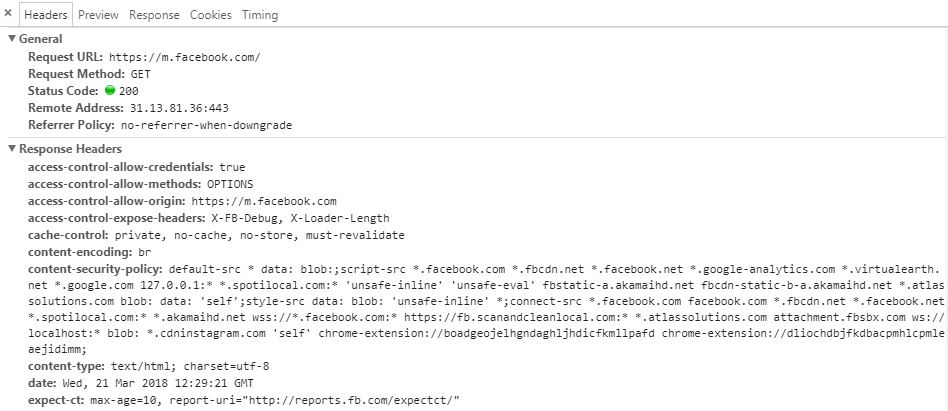 × Headers Preview Response Cookies Timing
▼ General
Request URL: https://m.facebook.com/
Request Method: GET
Status Code: 200
Remote Address: 31.13.81.36:443
Referrer Policy: no-referrer-when-downgrade
▼ Response Headers
access-control-allow-credentials: true
access-control-allow-methods: OPTIONS
access-control-allow-origin: https://m.facebook.com
access-control-expose-headers: X-FB-Debug, X-Loader-Length
cache-control: private, no-cache, no-store, must-revalidate
content-encoding: br
content-security-policy: default-src * data: blob:;script-src *.facebook.com *.fbcdn.net *.facebook.net *.google-analytics.com *.virtualearth.
net *.google.com 127.0.0.1:* *.spotilocal.com:* 'unsafe-inline' 'unsafe-eval' fbstatic-a.akamaihd.net fbcdn-static-b-a.akamaihd.net *.atlas
solutions.com blob: data: 'self';style-src data: blob: 'unsafe-inline' *;connect-src *.facebook.com facebook.com *.fbcdn.net *.facebook.net
*.spotilocal.com:* *.akamaihd.net wss://*.facebook.com:* https://fb.scanandcleanlocal.com:* *.atlassolutions.com attachment.fbsbx.com ws://
localhost:* blob: *.cdninstagram.com 'self' chrome-extension://boadgeojelhgndaghljhdicfkmllpafd chrome-extension://dliochdbjfkdbacpmhlcpmle
aejidimm;
content-type: text/html; charset=utf-8
date: Wed, 21 Mar 2018 12:29:21 GMT
expect-ct: max-age=10, report-uri="http://reports.fb.com/expectct/"